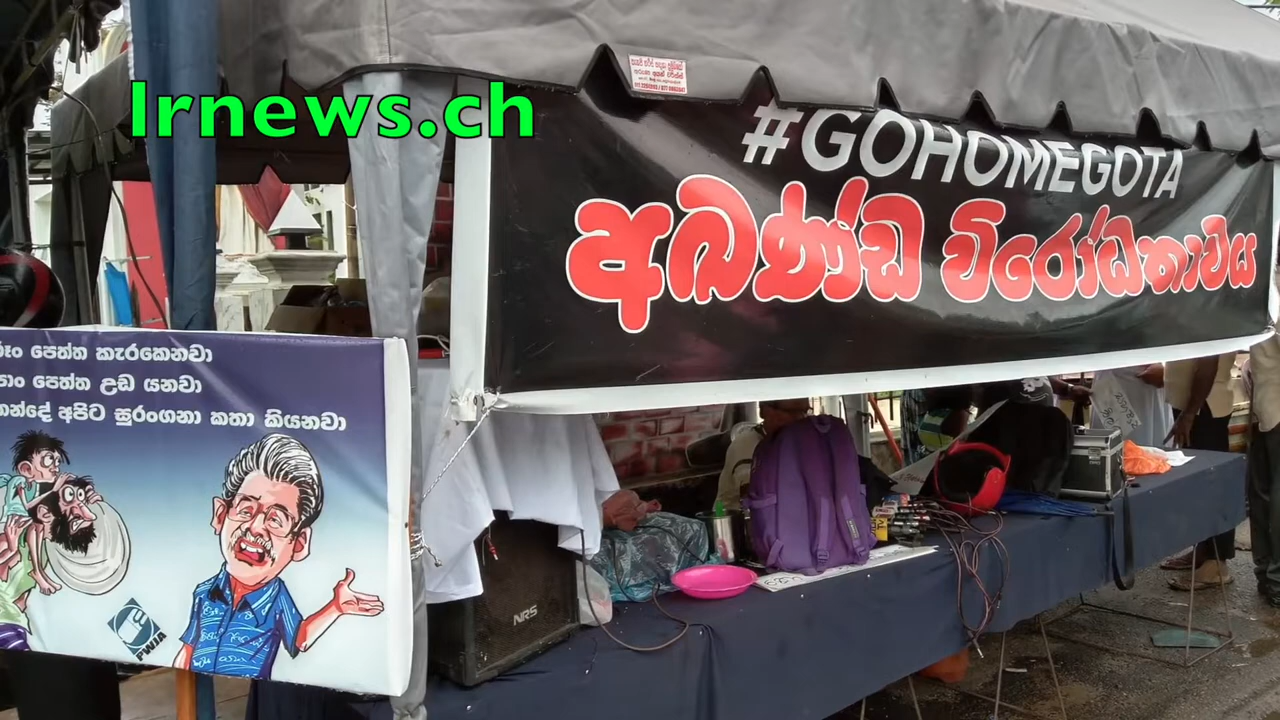 lrnews.ch
#GOHOMEGOTA
අඛණ්ඩ විරෝධතාවය
පෙත්ත කැරකෙනවා
පෙත්ත උඩ යනවා
අපිට සුරංගනා කතා කියනවා
FWJA
NRS